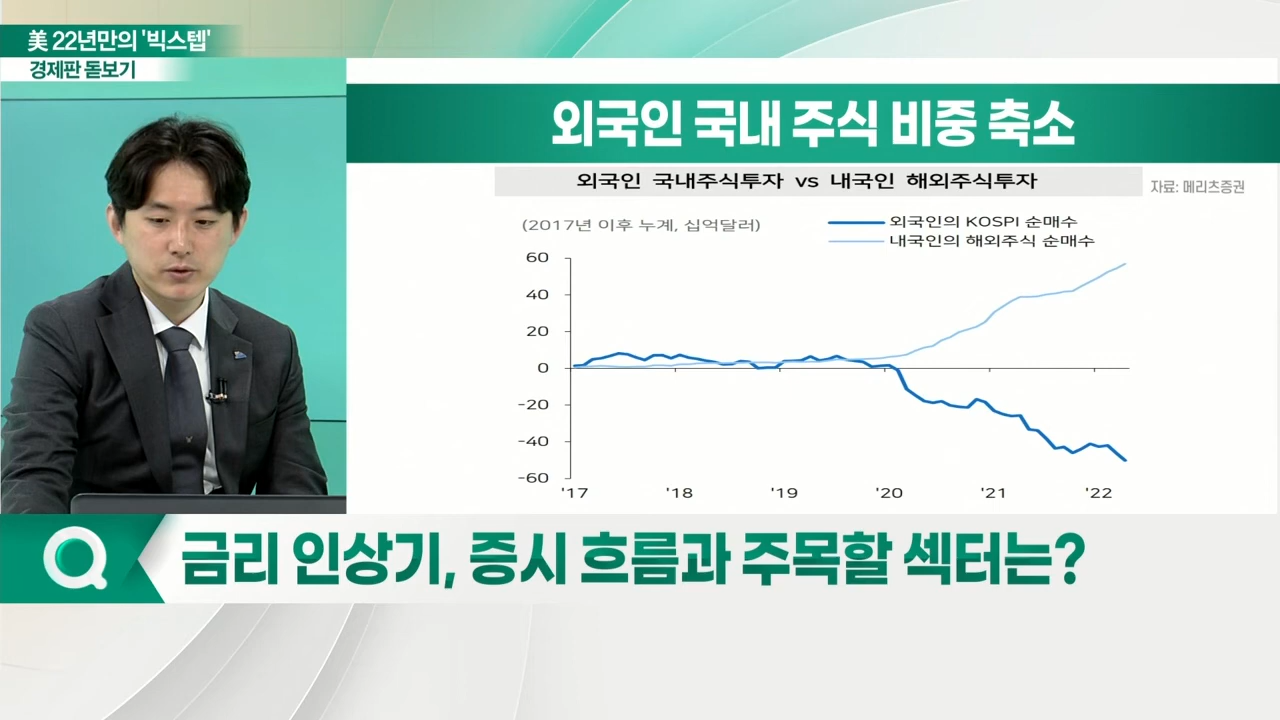 美 22년만의 '빅스텝'
경제판 돋보기
외국인 국내 주식 비중 축소
외국인 국내주식투자 vs 내국인 해외주식투자
자료: 메리츠증권
(2017년 이후 누계, 십억달러)
외국인의 KOSPI 순매수
내국인의 해외주식 순매수
60
40
20
0
-20
-40
-60
'17 '18 '19 '20 '21 '22
금리 인상기, 증시 흐름과 주목할 섹터는?